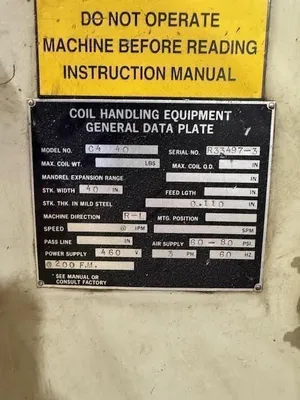 DO NOT OPERATE
MACHINE BEFORE READING
INSTRUCTION MANUAL
COIL HANDLING EQUIPMENT
GENERAL DATA PLATE
MODEL NO. C4 40 SERIAL NO. R33497-3
MAX. COIL WT. LBS MAX. COIL O.D. IN
MANDREL EXPANSION RANGE IN
STK. WIDTH 40 IN FEED LGTH IN
STK. THK. IN MILD STEEL 0.110 IN
MACHINE DIRECTION R-L MTG. POSITION
SPEED @ IPM SPM
PASS LINE IN AIR SUPPLY 60-80 PSI
POWER SUPPLY 460 V 3 PH 60 HZ.
@200 F.M.
* SEE MANUAL OR
CONSULT FACTORY